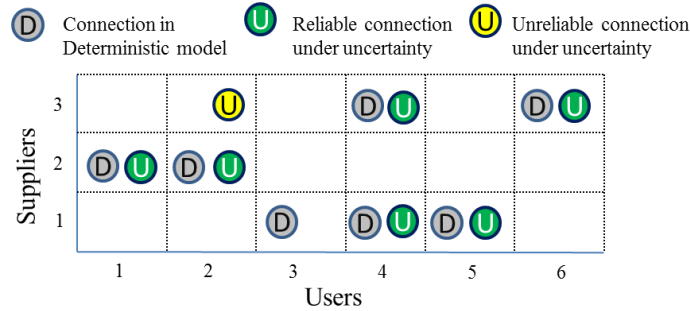 D Connection in Deterministic model
U Reliable connection under uncertainty
U Unreliable connection under uncertainty
Suppliers
3 U D U D U
2 D U D U
1 D D U D U
1 2 3 4 5 6
Users